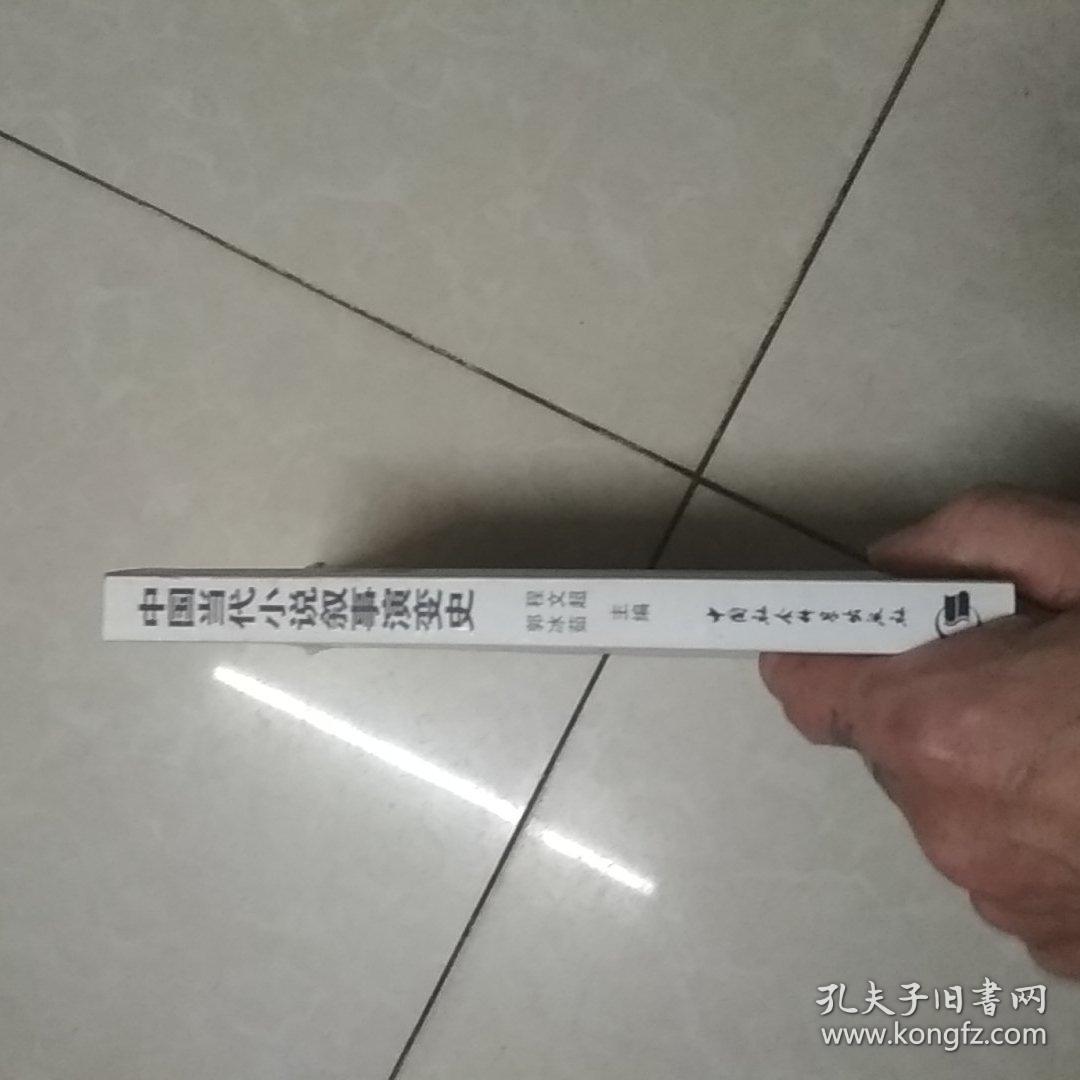 中国当代小说叙事演变史
程文超
郭冰茹
主编
中国社会科学出版社
孔夫子旧書网
www.kongfz.com